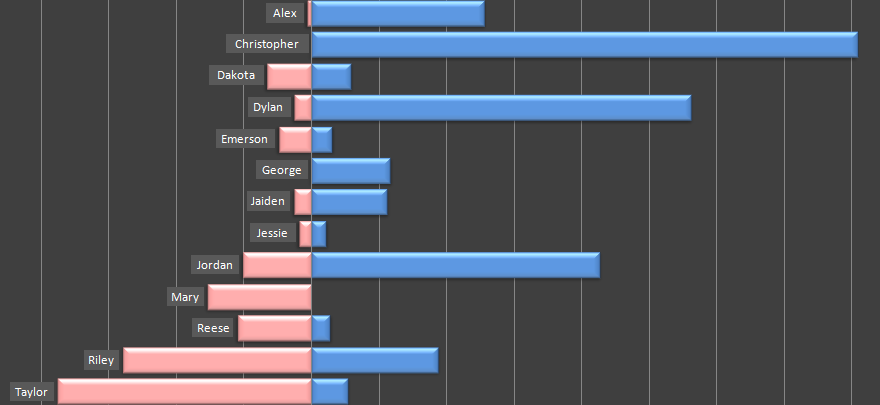 Alex
Christopher
Dakota
Dylan
Emerson
George
Jaiden
Jessie
Jordan
Mary
Reese
Riley
Taylor